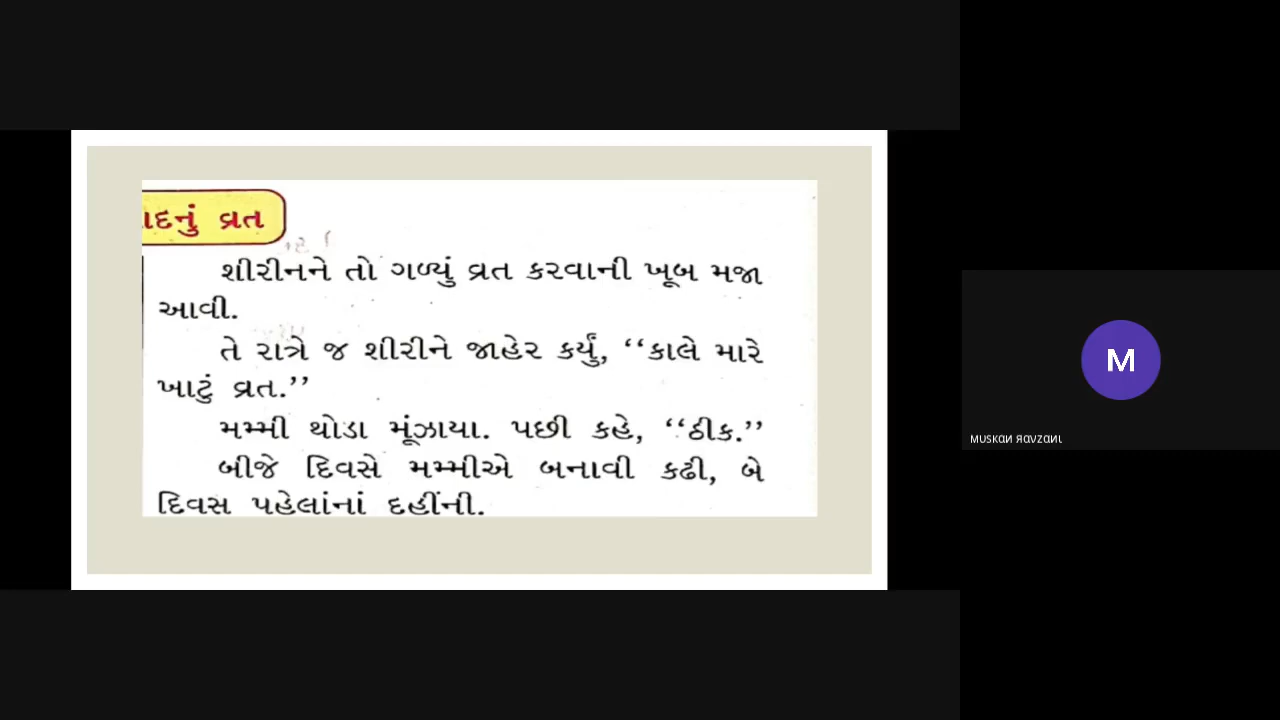 વ્રત
શીરીનને તો ગળ્યું વ્રત કરવાની ખૂબ મજા
આવી.
તે રાત્રે જ શીરીને જાહેર કર્યું, ‘‘કાલે મારે
ખાટું વ્રત.’’
મમ્મી થોડા મૂંઝાયા. પછી કહે, ‘‘ઠીક.’’
બીજે દિવસે મમ્મીએ બનાવી કઢી, બે
દિવસ પહેલાંનાં દહીંની.
M
MUSKAN RAVZANI